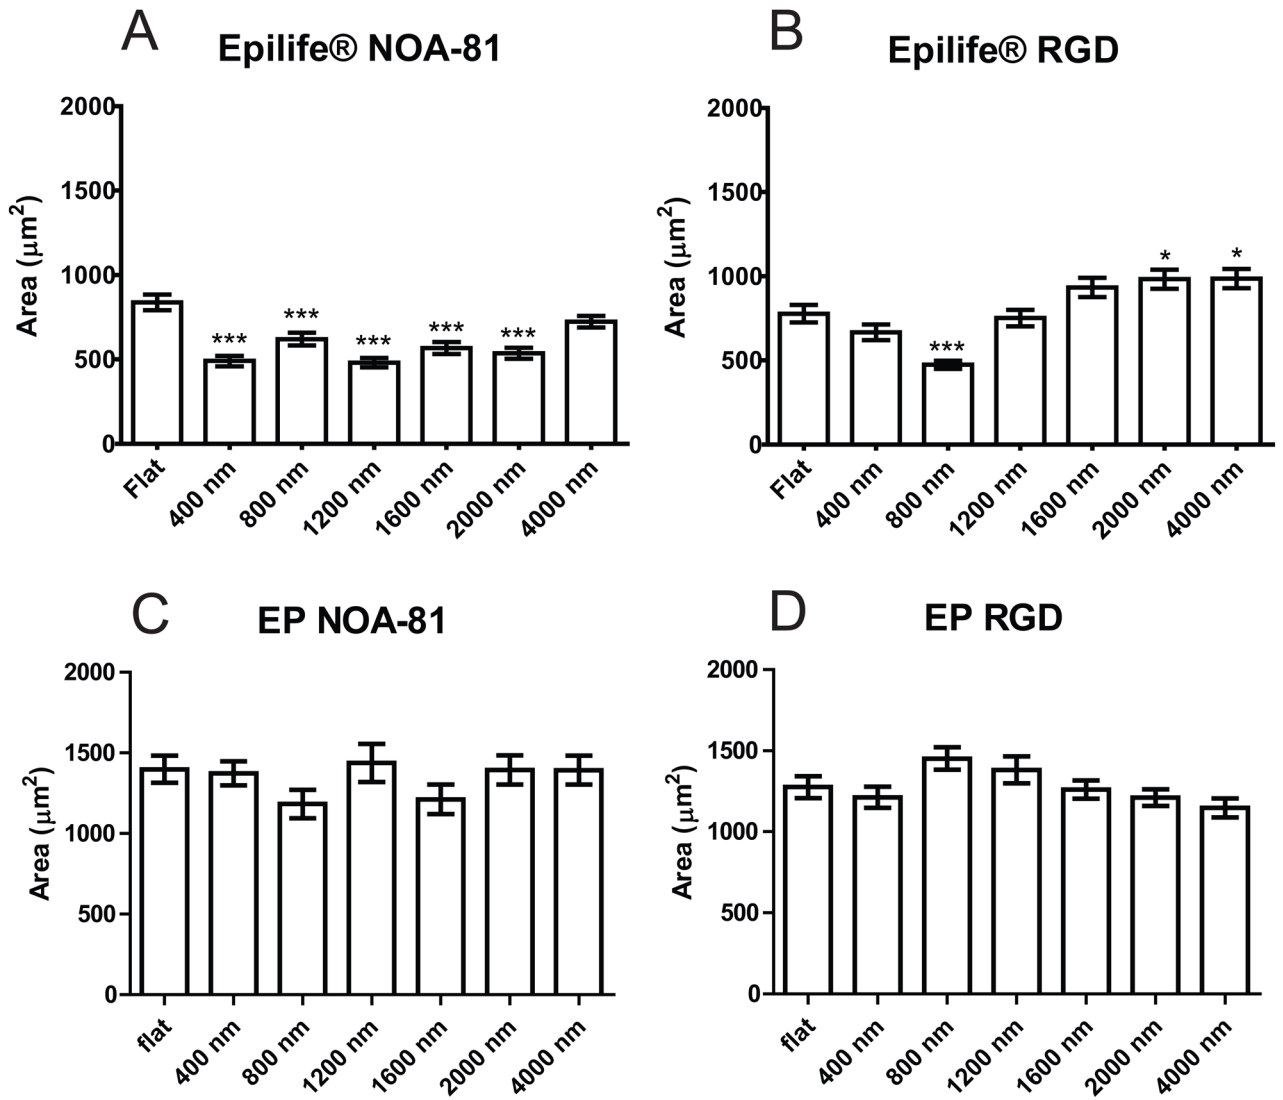 A
Epilife® NOA-81
2000
1500
1000
500
0
Area (μm²)
***
***
***
***
***
Flat
400 nm
800 nm
1200 nm
1600 nm
2000 nm
4000 nm
B
Epilife® RGD
2000
1500
1000
500
0
Area (μm²)
***
*
*
Flat
400 nm
800 nm
1200 nm
1600 nm
2000 nm
4000 nm
C
EP NOA-81
2000
1500
1000
500
0
Area (μm²)
flat
400 nm
800 nm
1200 nm
1600 nm
2000 nm
4000 nm
D
EP RGD
2000
1500
1000
500
0
Area (μm²)
flat
400 nm
800 nm
1200 nm
1600 nm
2000 nm
4000 nm